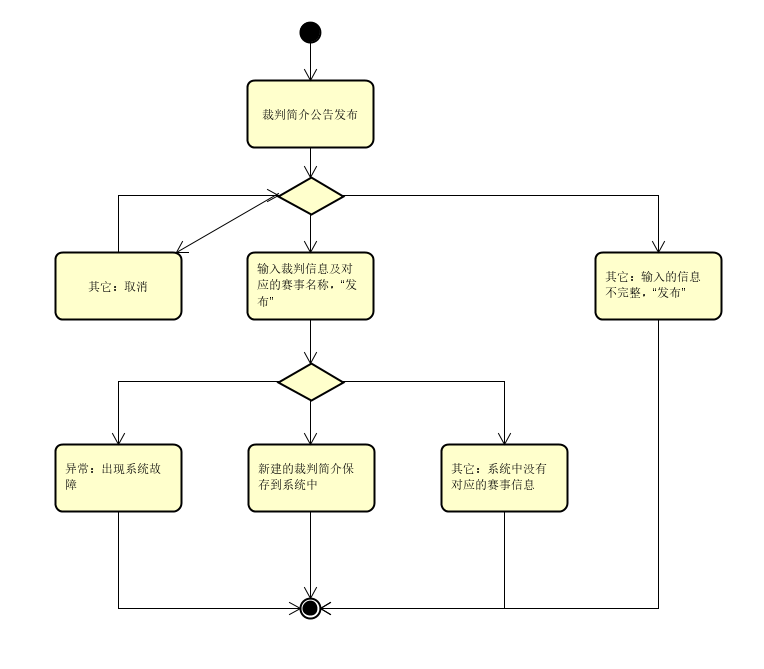 裁判简介公告发布
其它：取消
输入裁判信息及对
应的赛事名称，“发
布”
其它：输入的信息
不完整，“发布”
异常：出现系统故
障
新建的裁判简介保
存到系统中
其它：系统中没有
对应的赛事信息